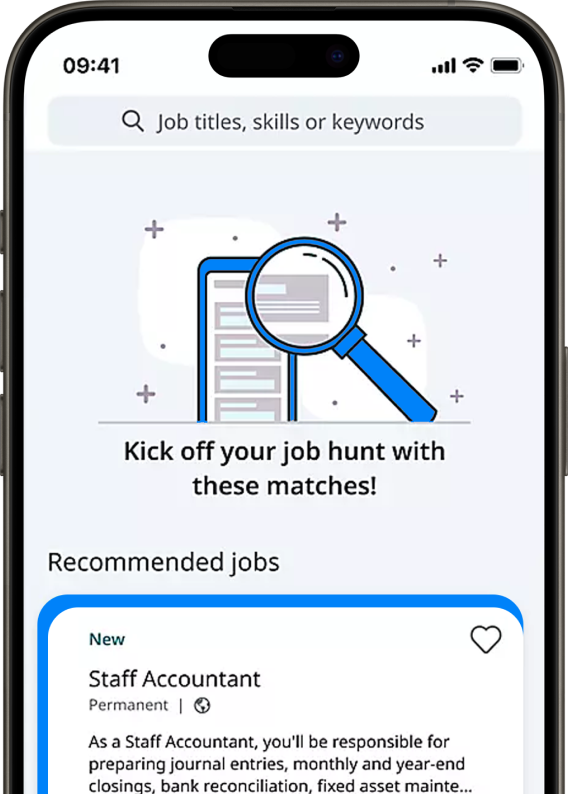 09:41
Job titles, skills or keywords
Kick off your job hunt with
these matches!
Recommended jobs
New
Staff Accountant
Permanent |
As a Staff Accountant, you'll be responsible for
preparing journal entries, monthly and year-end
closings, bank reconciliation, fixed asset mainte...